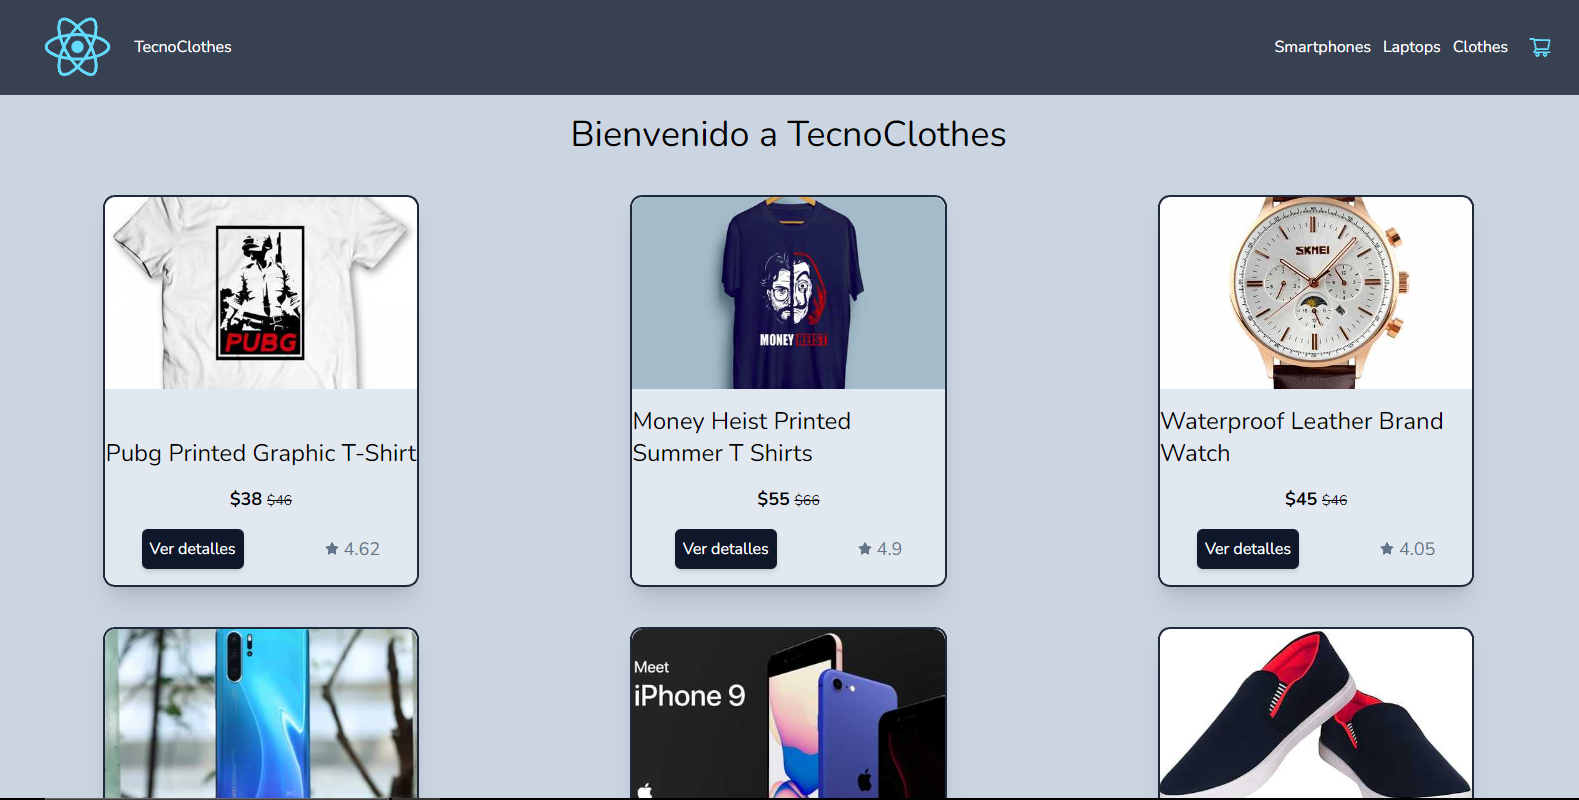 TecnoClothes
Smartphones Laptops Clothes
Bienvenido a TecnoClothes
PUBG
MONEY HEIST
SKMEI
Pubg Printed Graphic T-Shirt
Money Heist Printed
Summer T Shirts
Waterproof Leather Brand
Watch
$38 $46
$55 $66
$45 $46
Ver detalles 4.62
Ver detalles 4.9
Ver detalles 4.05
Meet
iPhone 9